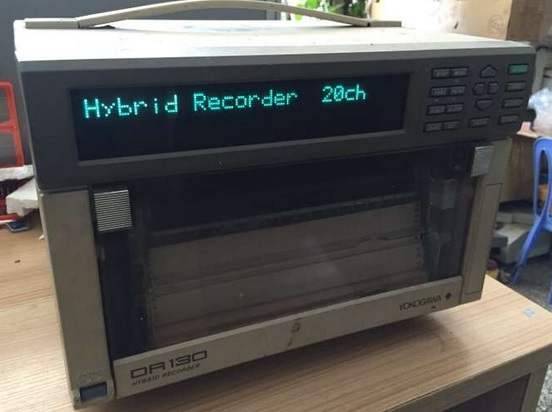 Hybrid Recorder 20ch
YOKOGAWA
DR130
HYBRID RECORDER